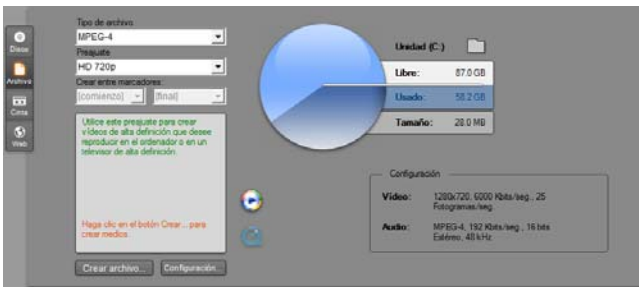 Tipo de archivo
MPEG-4
Preajuste
HD 720p
Crear entre marcadores:
[comienzo]
[final]
Disco
Archivo
Cinta
Web
Utilice este preajuste para crear
vídeos de alta definición que desee
reproducir en el ordenador o en un
televisor de alta definición.
Haga clic en el botón Crear... para
crear medios.
Crear archivo...
Configuración...
Unidad (C:)
Libre: 87.0 GB
Usado: 58.2 GB
Tamaño: 28.0 MB
Configuración
Vídeo: 1280x720, 6000 Kbits/seg., 25
Fotogramas/seg.
Audio: MPEG-4, 192 Kbits/seg., 16 bits
Estéreo, 48 kHz